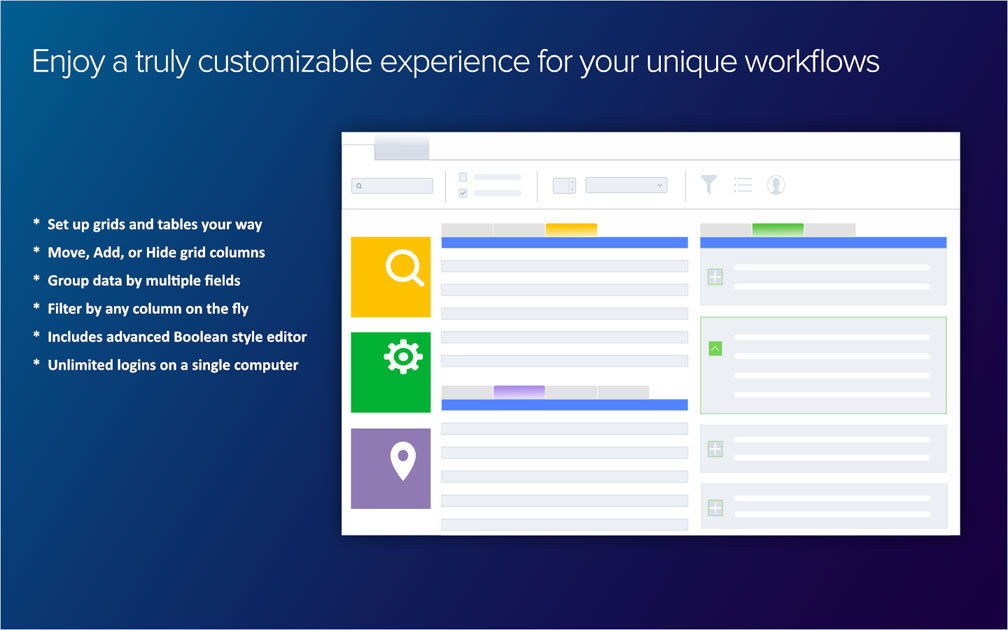 Enjoy a truly customizable experience for your unique workflows
* Set up grids and tables your way
* Move, Add, or Hide grid columns
* Group data by multiple fields
* Filter by any column on the fly
* Includes advanced Boolean style editor
* Unlimited logins on a single computer